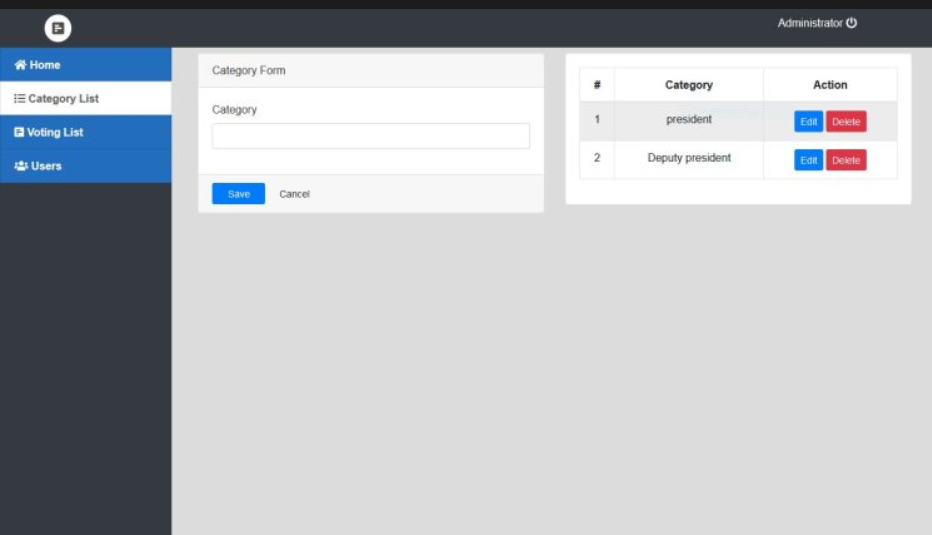 Administrator
Home
Category List
Voting List
Users
Category Form
Category
Save Cancel
# Category Action
1 president Edit Delete
2 Deputy president Edit Delete